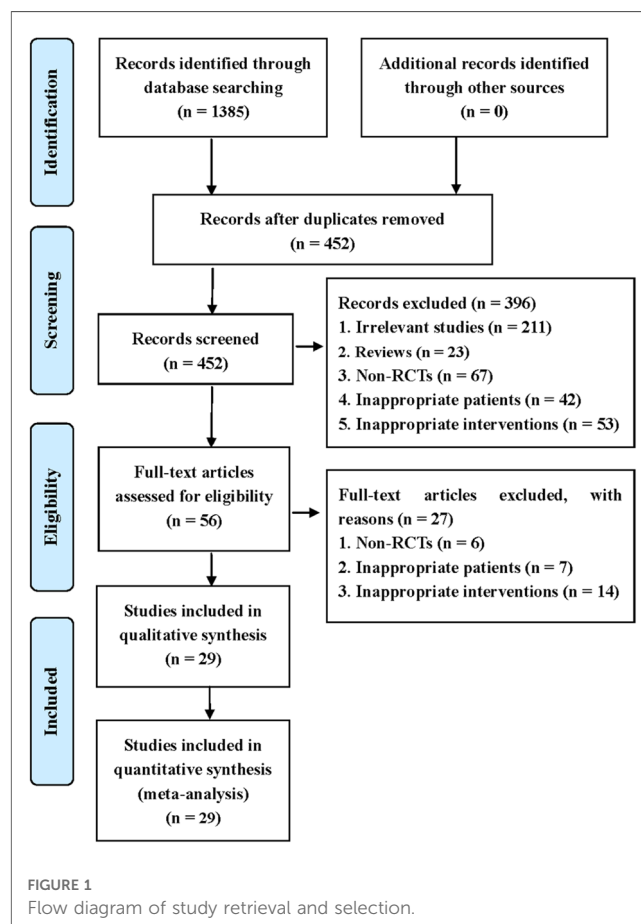 Identification
Records identified through
database searching
(n = 1385)
Additional records identified
through other sources
(n = 0)
Records after duplicates removed
(n = 452)
Screening
Records screened
(n = 452)
Records excluded (n = 396)
1. Irrelevant studies (n = 211)
2. Reviews (n = 23)
3. Non-RCTs (n = 67)
4. Inappropriate patients (n = 42)
5. Inappropriate interventions (n = 53)
Eligibility
Full-text articles
assessed for eligibility
(n = 56)
Full-text articles excluded, with
reasons (n = 27)
1. Non-RCTs (n = 6)
2. Inappropriate patients (n = 7)
3. Inappropriate interventions (n = 14)
Studies included in
qualitative synthesis
(n = 29)
Included
Studies included in
quantitative synthesis
(meta-analysis)
(n = 29)
FIGURE 1
Flow diagram of study retrieval and selection.